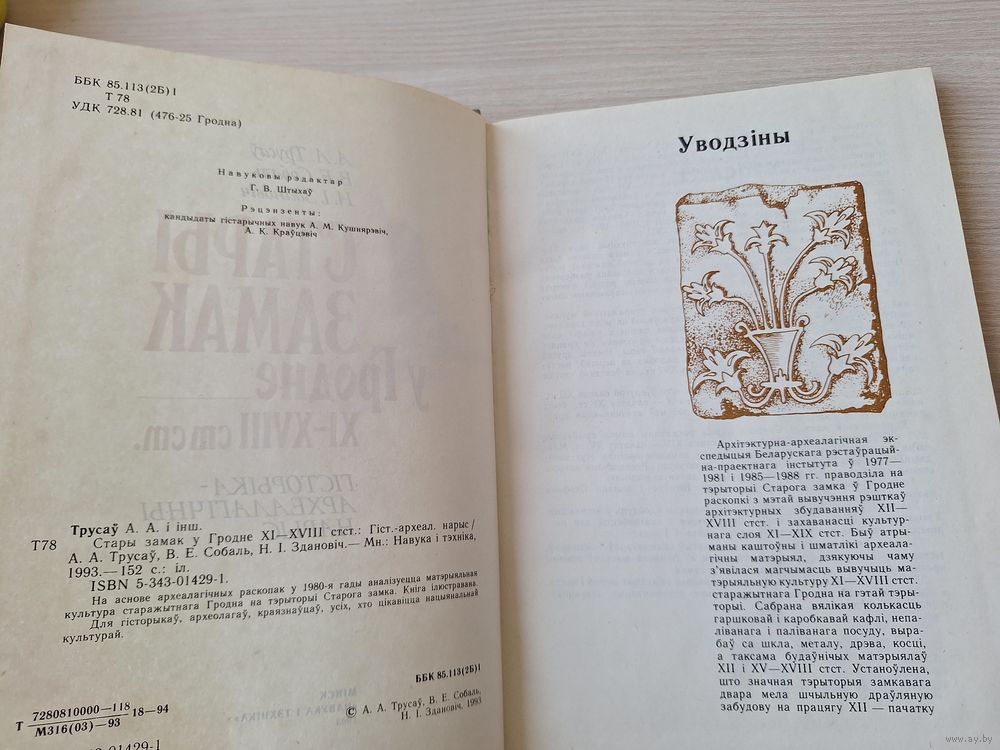 ББК 85.113(2Б)1
Т 78
УДК 728.81 (476-25 Гродна)
Навуковы рэдактар
Г. В. Штыхаў
Рэцэнзенты:
кандыдаты гістарычных навук А. М. Кушнярэвіч,
А. К. Краўцэвіч
Трусаў А. А. і інш.
Т78 Стары замак у Гродне XI—XVIII стст.: Гіст.-археал. нарыс/
А. А. Трусаў, В. Е. Собаль, Н. І. Здановіч.— Мн.: Навука і тэхніка,
1993.—152 с.: іл.
ISBN 5-343-01429-1.
На аснове археалагічных раскопак у 1980-я гады аналізуецца матэрыяльная
культура старажытнага Гродна на тэрыторыі Старога замка. Кніга ілюстравана.
Для гісторыкаў, археолагаў, краязнаўцаў, усіх, хто цікавіцца нацыянальнай
культурай.
ББК 85.113(2Б)1
Т 7280810000—118
М316(03)—93 18—94
© А. А. Трусаў, В. Е. Собаль,
Н. І. Здановіч, 1993
01429-1
Уводзіны
Архітэктурна-археалагічная эк-
спедыцыя Беларускага рэстаўрацый-
на-праектнага інстытута ў 1977—
1981 і 1985—1988 гг. праводзіла на
тэрыторыі Старога замка ў Гродне
раскопкі з мэтай вывучэння рэшткаў
архітэктурных збудаванняў XII—
XVIII стст. і захаванасці культур-
нага слоя XI—XIX стст. Быў атры-
маны каштоўны і шматлікі археала-
гічны матэрыял, дзякуючы чаму
з'явілася магчымасць вывучыць ма-
тэрыяльную культуру XI—XVIII стст.
старажытнага Гродна на гэтай тэры-
торыі. Сабрана вялікая колькасць
гаршковай і каробкавай кафлі, непа-
ліванага і паліванага посуду, выра-
баў са шкла, металу, дрэва, косці,
а таксама будаўнічых матэрыялаў
XII і XV—XVIII стст. Устаноўлена,
што значная тэрыторыя замкавага
двара мела шчыльную драўляную
забудову на працягу XII — пачатку
www.ay.by